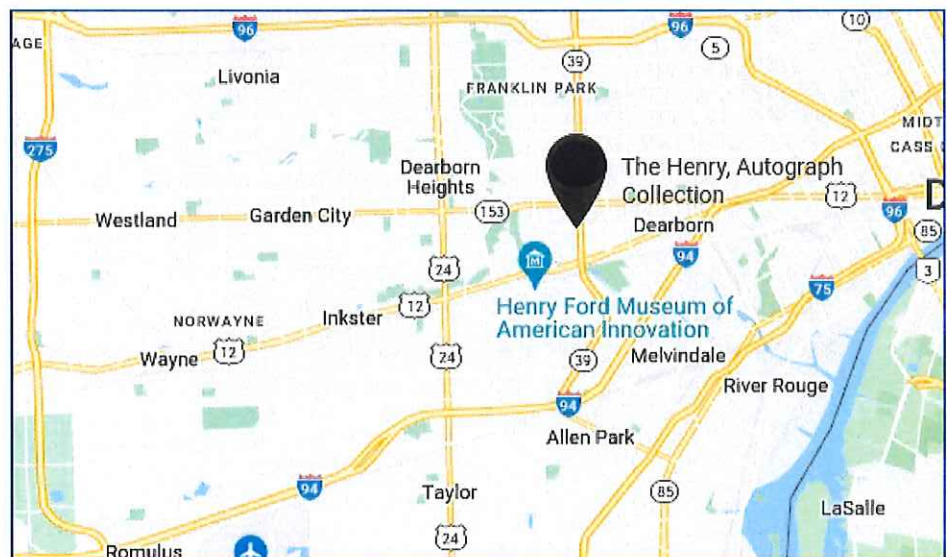 96
96
10
5
AGE
Livonia
39
FRANKLIN PARK
MIDT
CASS
275
Dearborn
Heights
The Henry, Autograph
Collection
12
96
Westland
Garden City
153
Dearborn
85
94
3
24
Henry Ford Museum of
American Innovation
75
12
Inkster
NORWAYNE
12
Wayne
24
39
Melvindale
River Rouge
94
Allen Park
94
Taylor
85
LaSalle
24
Romulus